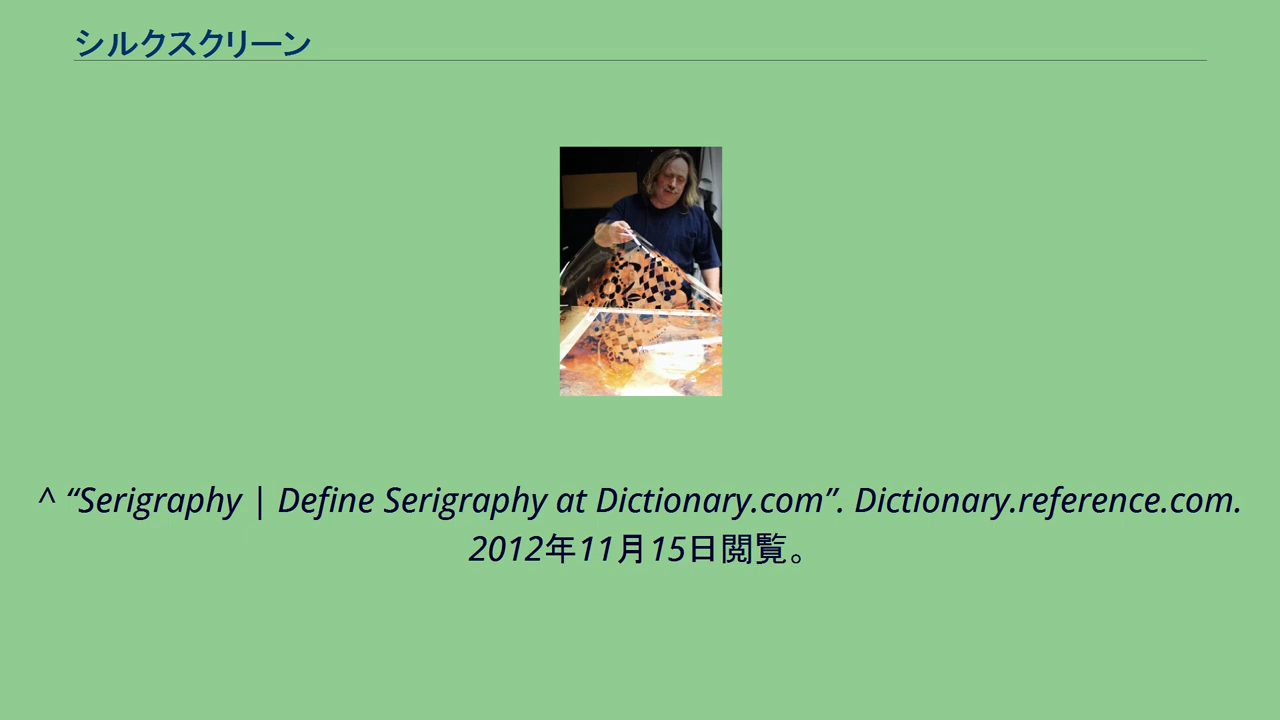 シルクスクリーン
^ “Serigraphy | Define Serigraphy at Dictionary.com”. Dictionary.reference.com.
2012年11月15日閲覧。